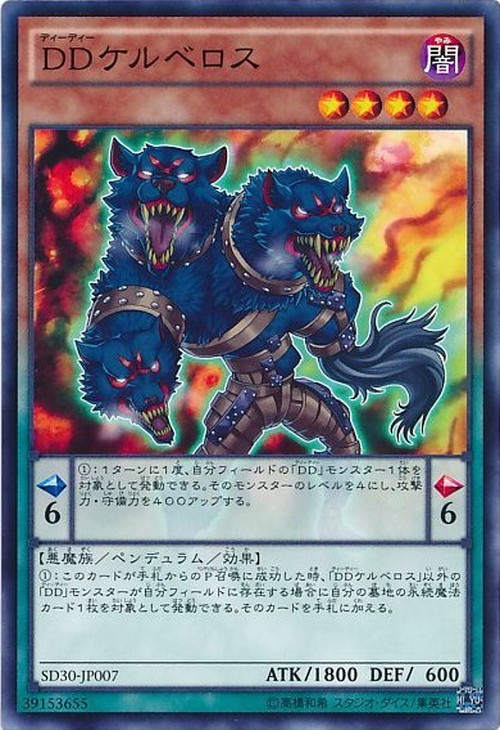 ディーディー
DDケルベロス
やみ
闇
①：1ターンに1度、自分フィールドの「DD」モンスター1体を
対象として発動できる。そのモンスターのレベルを4にし、攻撃
力・守備力を400アップする。
6
6
【悪魔族／ペンデュラム／効果】
①：このカードが手札からのP召喚に成功した時、「DDケルベロス」以外の
「DD」モンスターが自分フィールドに存在する場合に自分の墓地の永続魔法
カード1枚を対象として発動できる。そのカードを手札に加える。
SD30-JP007
ATK/1800 DEF/ 600
39153655
©高橋和希 スタジオ・ダイス/集英社